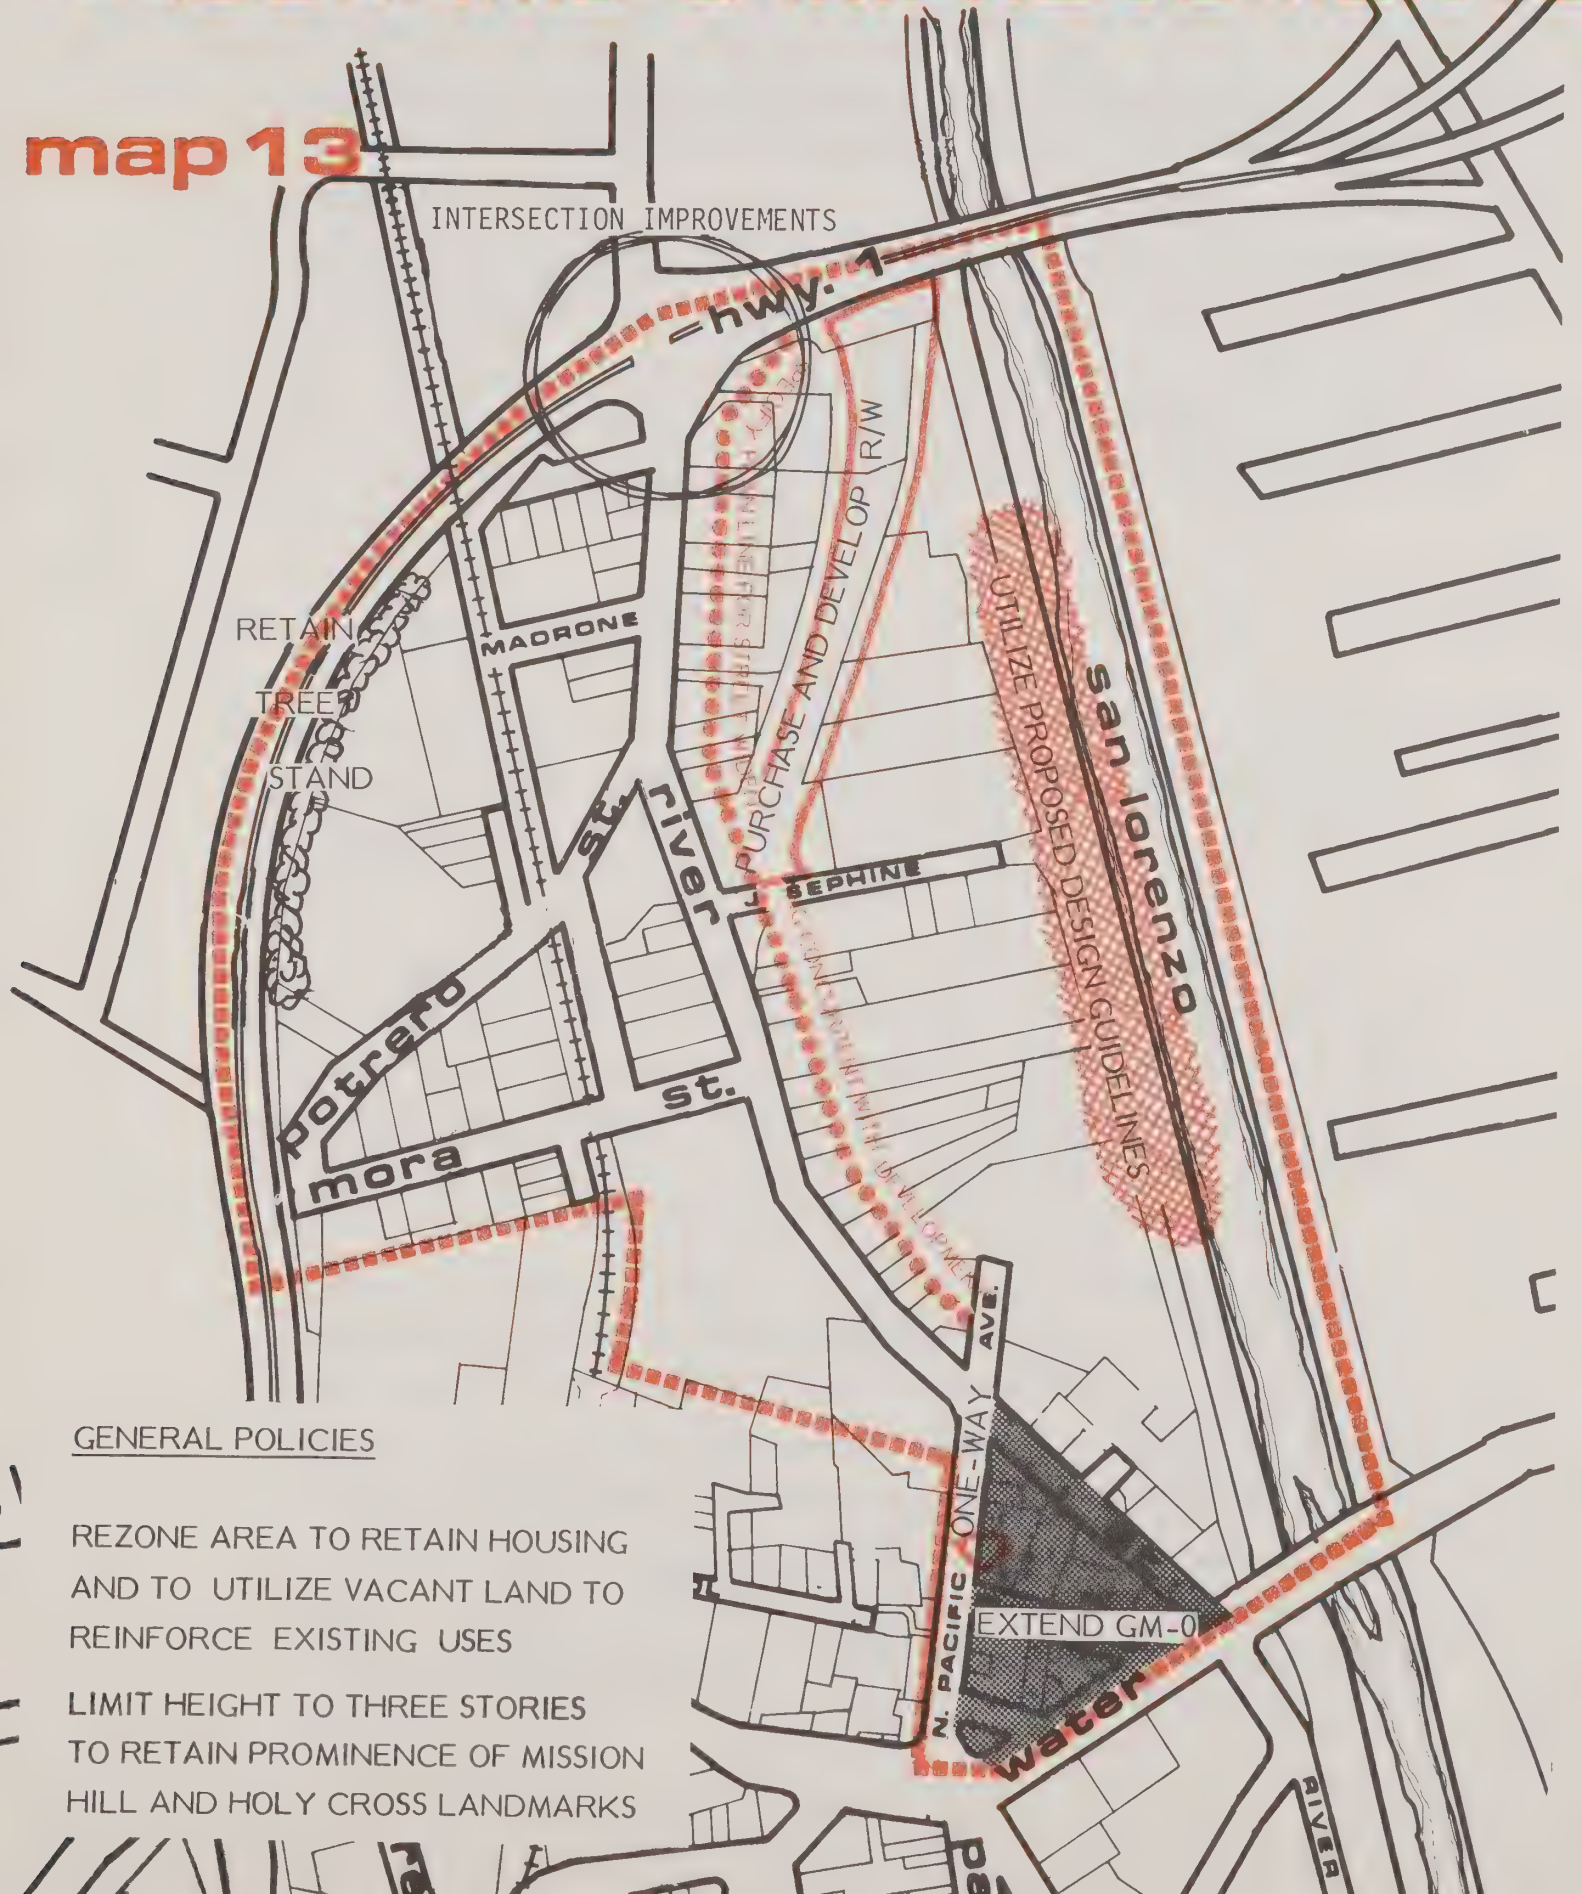 map 13
INTERSECTION IMPROVEMENTS
hwy. 1
PURCHASE AND DEVELOP R/W
RETAIN
TREE
STAND
MADRONE
UTILIZE PROPOSED DESIGN GUIDELINES
san lorenzo
st.
river
JOSEPHINE
potrero
st.
mora
AVE.
ONE-WAY
N. PACIFIC
EXTEND GM-0
water
GENERAL POLICIES
REZONE AREA TO RETAIN HOUSING
AND TO UTILIZE VACANT LAND TO
REINFORCE EXISTING USES
LIMIT HEIGHT TO THREE STORIES
TO RETAIN PROMINENCE OF MISSION
HILL AND HOLY CROSS LANDMARKS
RIVER